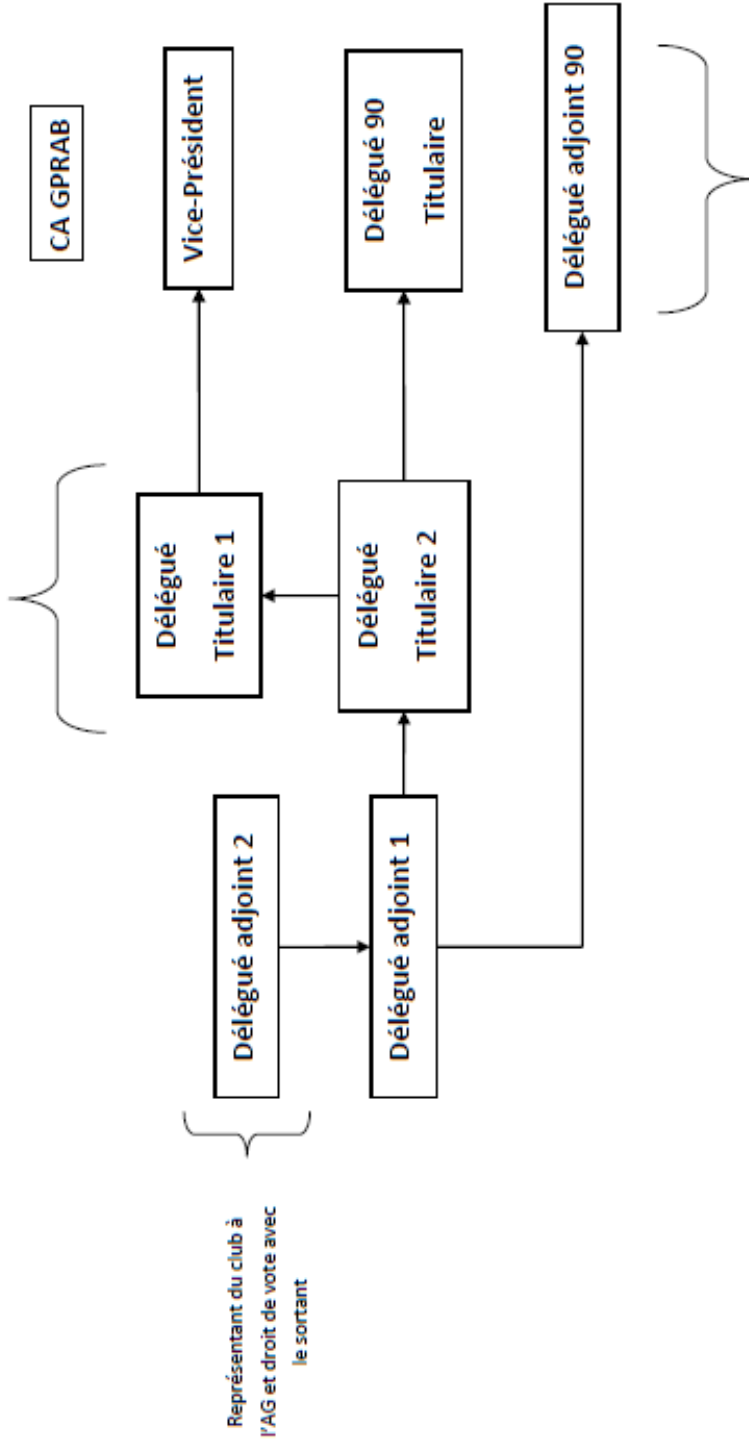 CA GPRAB
Délégué
Titulaire 1
Vice-Président
Représentant du club à
l'AG et droit de vote avec
le sortant
Délégué adjoint 2
Délégué adjoint 1
Délégué
Titulaire 2
Délégué 90
Titulaire
Délégué adjoint 90